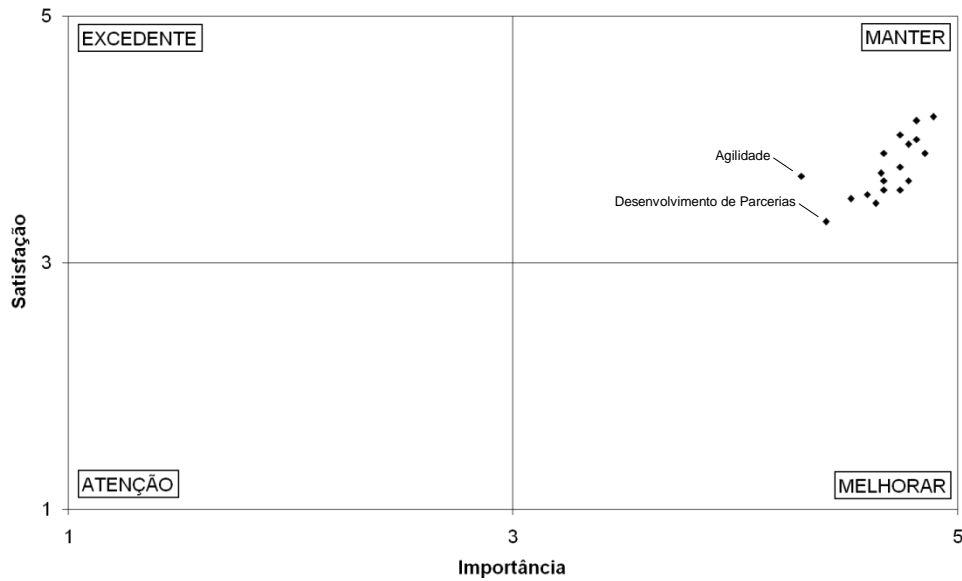 5
EXCEDENTE
MANTER
Agilidade
Desenvolvimento de Parcerias
Satisfação
3
ATENÇÃO
MELHORAR
1
1
3
5
Importância